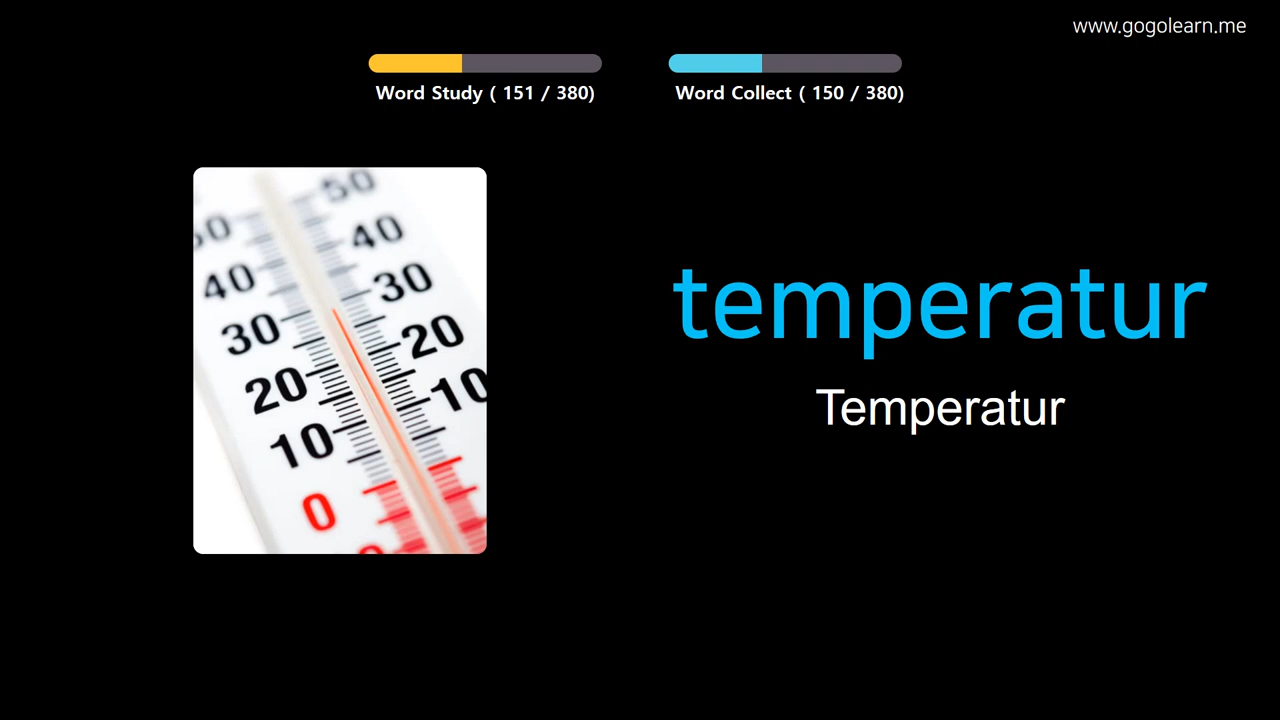 www.gogolearn.me
Word Study ( 151 / 380)
Word Collect ( 150 / 380)
50
40
30
20
10
40
30
20
10
0
temperatur
Temperatur